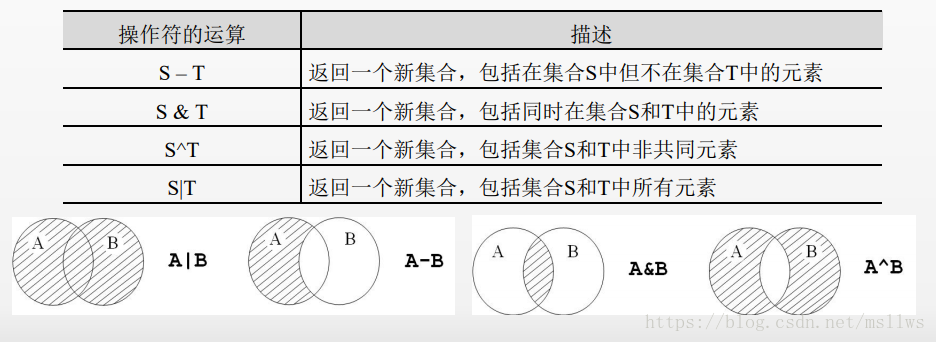 操作符的运算 描述
S – T 返回一个新集合，包括在集合S中但不在集合T中的元素
S & T 返回一个新集合，包括同时在集合S和T中的元素
S^T 返回一个新集合，包括集合S和T中非共同元素
S|T 返回一个新集合，包括集合S和T中所有元素
A B A|B A B A-B A B A&B A B A^B
https://blog.csdn.net/msllws